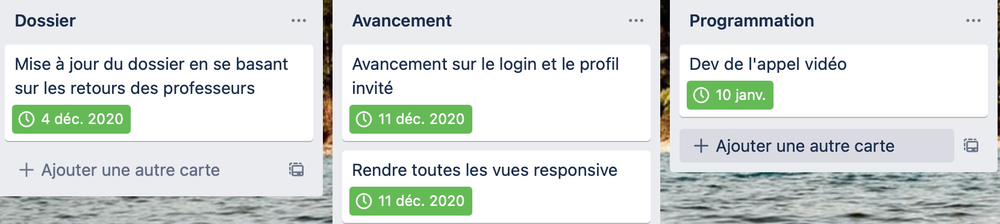 Dossier
Mise à jour du dossier en se basant
sur les retours des professeurs
4 déc. 2020
Ajouter une autre carte
Avancement
Avancement sur le login et le profil
invité
11 déc. 2020
Rendre toutes les vues responsive
11 déc. 2020
Programmation
Dev de l'appel vidéo
10 janv.
Ajouter une autre carte